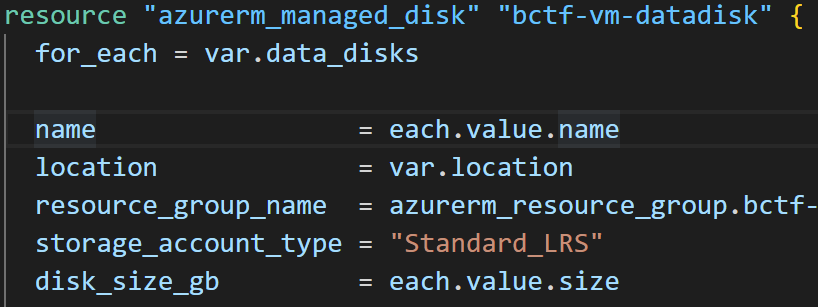 resource "azurerm_managed_disk" "bctf-vm-datadisk" {
for_each = var.data_disks
name = each.value.name
location = var.location
resource_group_name = azurerm_resource_group.bctf-
storage_account_type = "Standard_LRS"
disk_size_gb = each.value.size